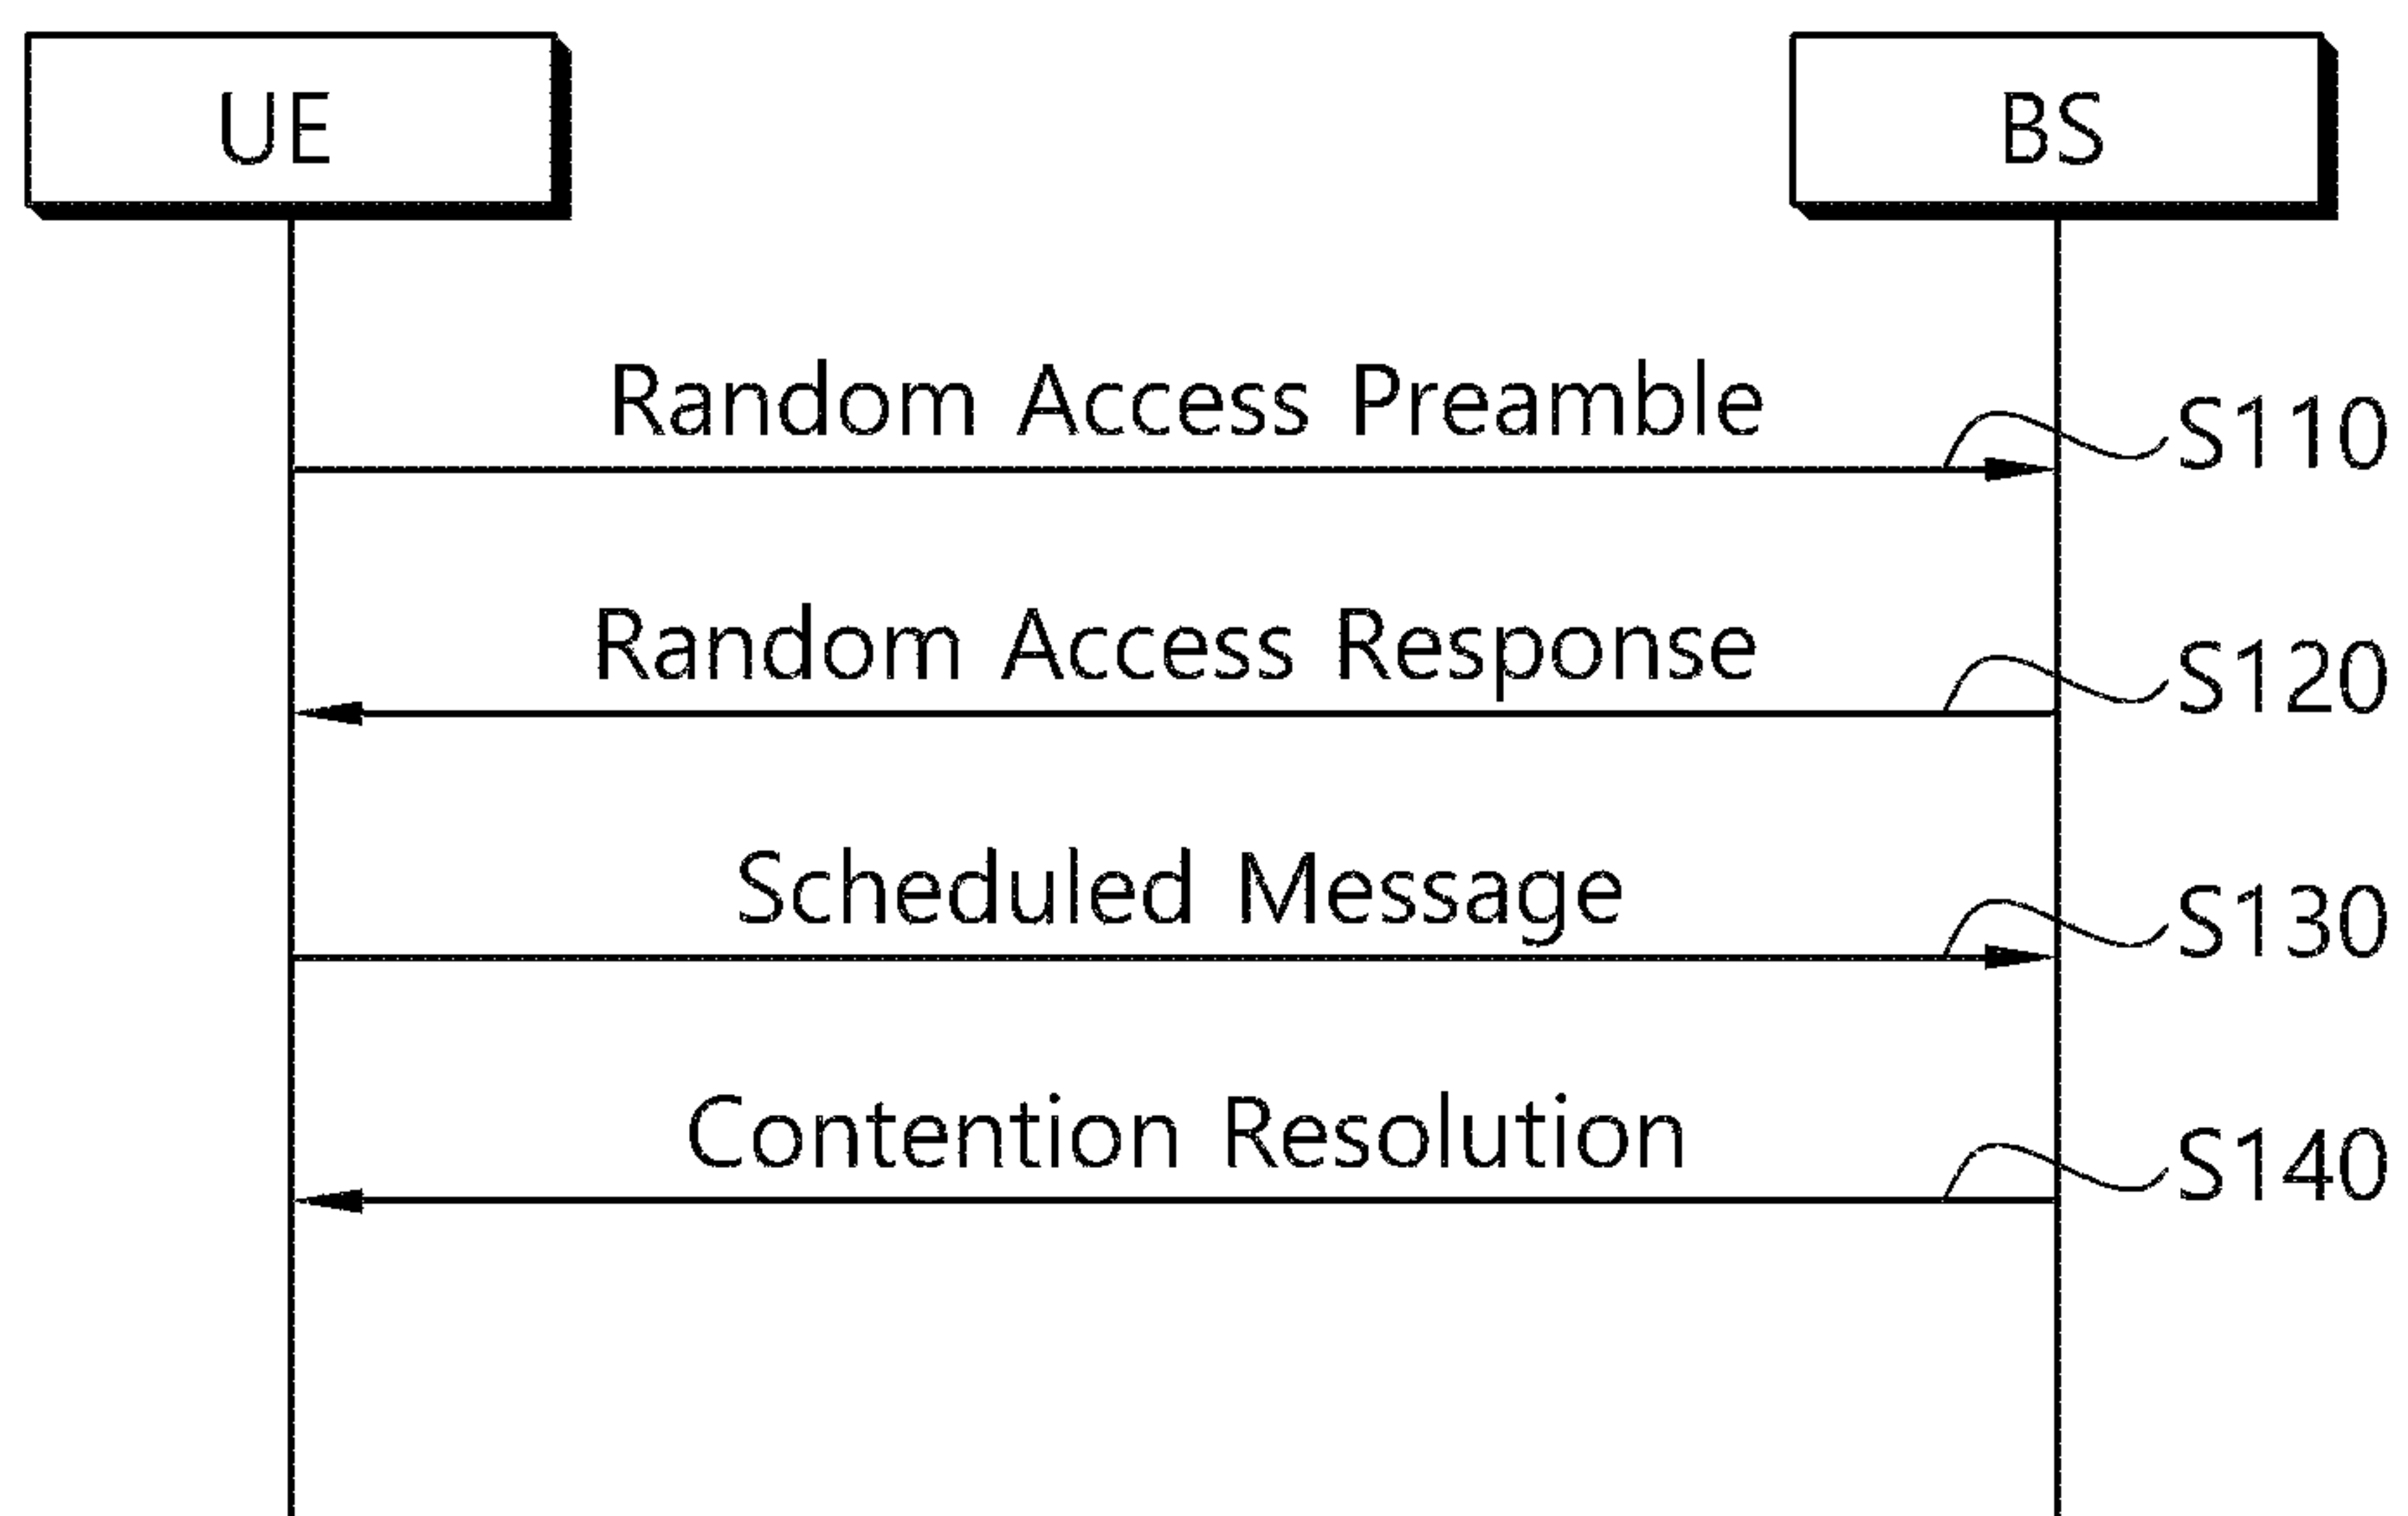 UE
BS
Random Access Preamble
S110
Random Access Response
S120
Scheduled Message
S130
Contention Resolution
S140